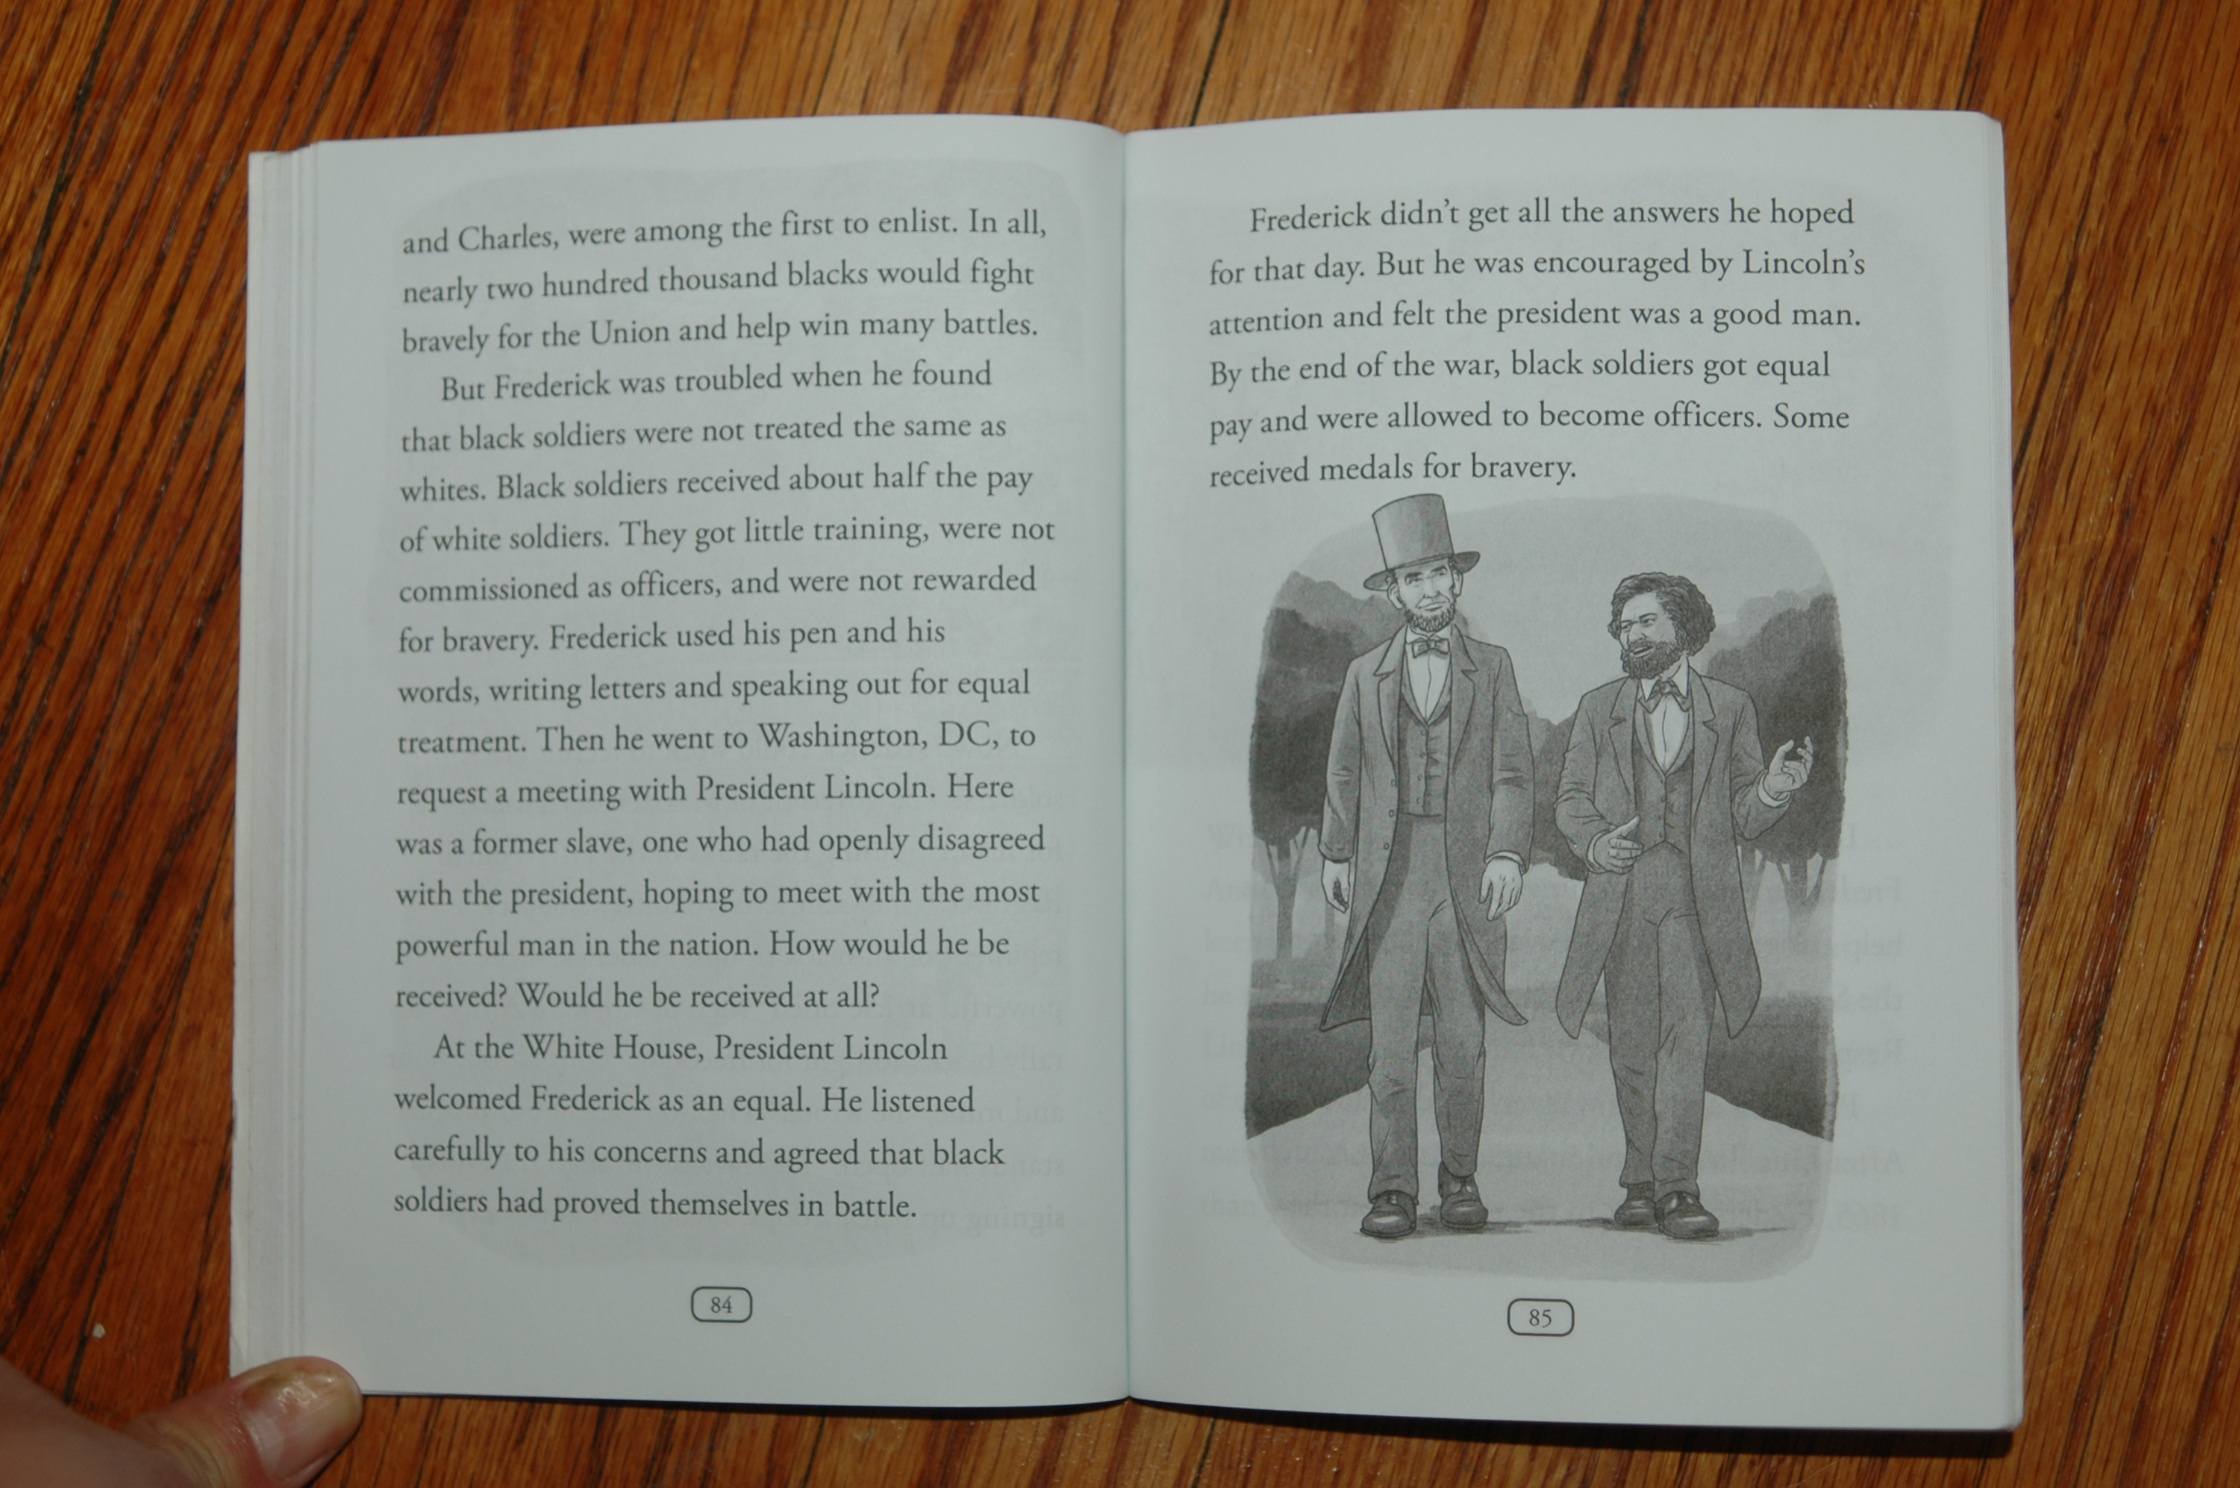 and Charles, were among the first to enlist. In all,
nearly two hundred thousand blacks would fight
bravely for the Union and help win many battles.
But Frederick was troubled when he found
that black soldiers were not treated the same as
whites. Black soldiers received about half the pay
of white soldiers. They got little training, were not
commissioned as officers, and were not rewarded
for bravery. Frederick used his pen and his
words, writing letters and speaking out for equal
treatment. Then he went to Washington, DC, to
request a meeting with President Lincoln. Here
was a former slave, one who had openly disagreed
with the president, hoping to meet with the most
powerful man in the nation. How would he be
received? Would he be received at all?
At the White House, President Lincoln
welcomed Frederick as an equal. He listened
carefully to his concerns and agreed that black
soldiers had proved themselves in battle.
84
Frederick didn't get all the answers he hoped
for that day. But he was encouraged by Lincoln's
attention and felt the president was a good man.
By the end of the war, black soldiers got equal
pay and were allowed to become officers. Some
received medals for bravery.
85